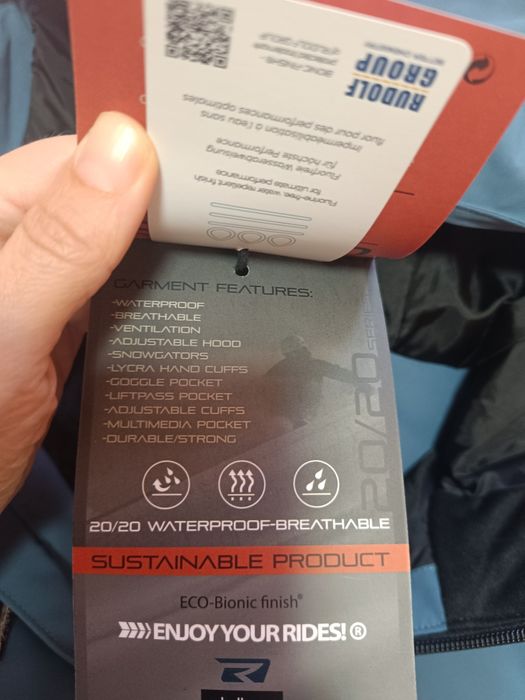 RUDOLF
GROUP
BIONIC-FINISH®
Fluorine-free, water repellent finish
for ultimate performance
Fluorfreie Wasserabweisung
für höchste Performance
Imperméabilisation à l'eau sans
fluor pour des performances optimales
GARMENT FEATURES:
-WATERPROOF
-BREATHABLE
-VENTILATION
-ADJUSTABLE HOOD
-SNOWGATORS
-LYCRA HAND CUFFS
-GOGGLE POCKET
-LIFTPASS POCKET
-ADJUSTABLE CUFFS
-MULTIMEDIA POCKET
-DURABLE/STRONG
20/20 SERIES
20/20 WATERPROOF-BREATHABLE
SUSTAINABLE PRODUCT
ECO-Bionic finish®
ENJOY YOUR RIDES! ®